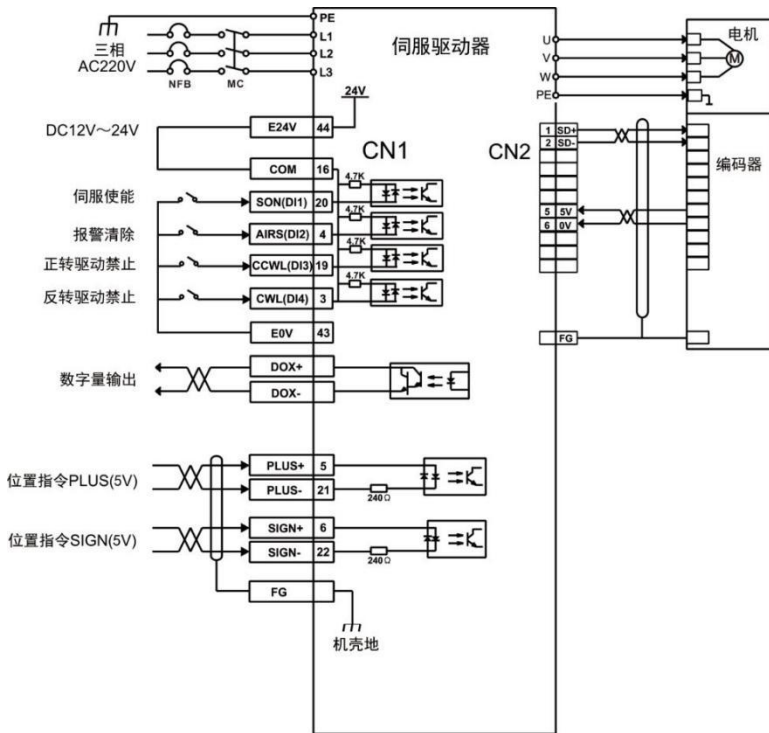 PE
三相
AC220V
L1
L2
L3
NFB
MC
伺服驱动器
U
V
W
PE
电机
M
24V
DC12V～24V
E24V 44
COM 16
CN1
CN2
1 SD+
2 SD-
编码器
4.7K
伺服使能
SON(DI1) 20
4.7K
报警清除
AIRS(DI2) 4
4.7K
正转驱动禁止
CCWL(DI3) 19
4.7K
反转驱动禁止
CWL(DI4) 3
5 5V
6 0V
E0V 43
FG
数字量输出
DOX+
DOX-
位置指令PLUS(5V)
PLUS+ 5
PLUS- 21
240Ω
位置指令SIGN(5V)
SIGN+ 6
SIGN- 22
240Ω
FG
机壳地